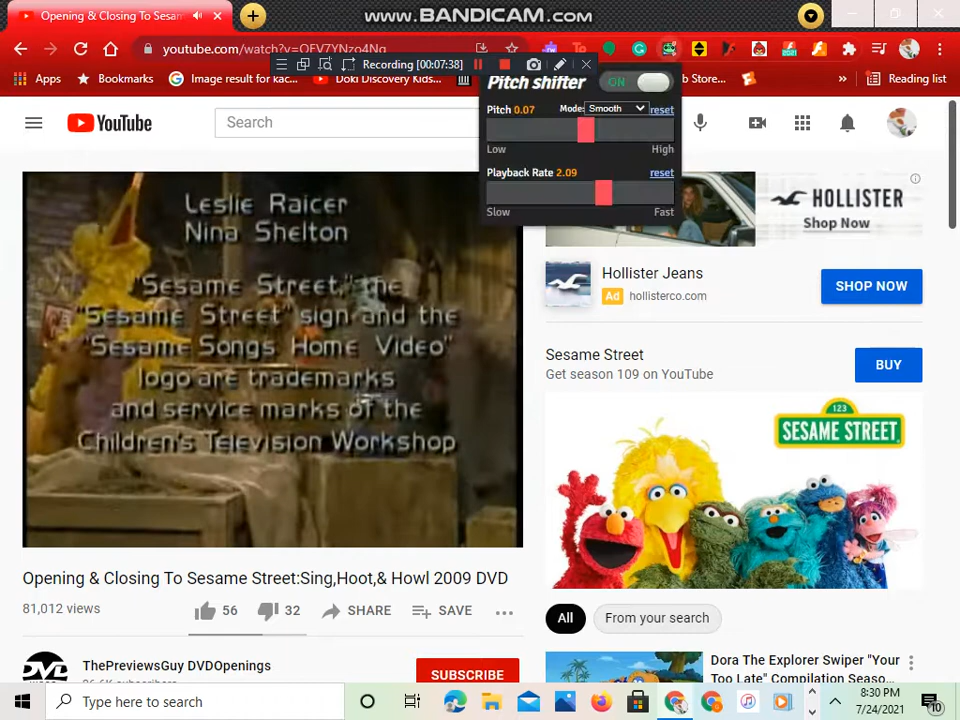 Opening & Closing To Sesam
www.BANDICAM.com
youtube.com/watch?v=OFV7YNzo4Ng
Recording [00:07:38]
Apps
Bookmarks
Image result for kac...
Doki Discovery Kids...
b Store...
»
Reading list
Pitch shifter
ON
Pitch 0.07
Mode:
Smooth
reset
Low
High
Playback Rate 2.09
reset
Slow
Fast
YouTube
Search
Leslie Raicer
Nina Shelton
"Sesame Street," the
"Sesame Street" sign and the
"Sesame Songs Home Video"
logo are trademarks
and service marks of the
Children's Television Workshop
HOLLISTER
Shop Now
Hollister Jeans
Ad hollisterco.com
SHOP NOW
Sesame Street
Get season 109 on YouTube
BUY
123
SESAME STREET
Opening & Closing To Sesame Street:Sing,Hoot,& Howl 2009 DVD
81,012 views
56
32
SHARE
SAVE
All
From your search
DVD
ThePreviewsGuy DVDOpenings
SUBSCRIBE
Dora The Explorer Swiper "Your
Too Late" Compilation Season
Type here to search
8:30 PM
7/24/2021
10